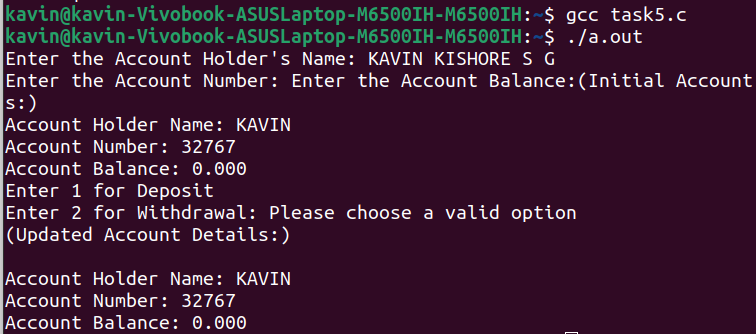 kavin@kavin-Vivobook-ASUSLaptop-M6500IH-M6500IH:~$ gcc task5.c
kavin@kavin-Vivobook-ASUSLaptop-M6500IH-M6500IH:~$ ./a.out
Enter the Account Holder's Name: KAVIN KISHORE S G
Enter the Account Number: Enter the Account Balance:(Initial Account
s:)
Account Holder Name: KAVIN
Account Number: 32767
Account Balance: 0.000
Enter 1 for Deposit
Enter 2 for Withdrawal: Please choose a valid option
(Updated Account Details:)
Account Holder Name: KAVIN
Account Number: 32767
Account Balance: 0.000